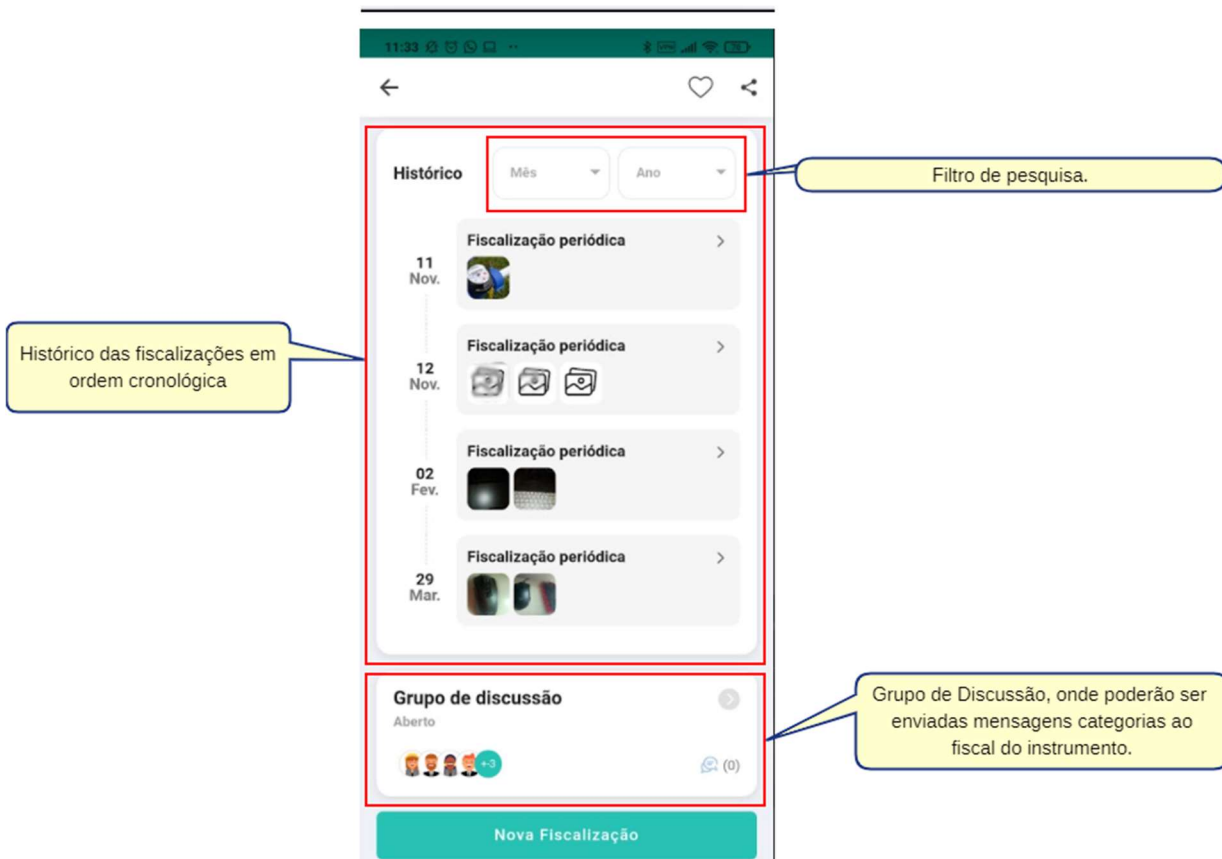 11:33
Histórico
Mês
Ano
Filtro de pesquisa.
Fiscalização periódica
11
Nov.
Fiscalização periódica
12
Nov.
Histórico das fiscalizações em
ordem cronológica
Fiscalização periódica
02
Fev.
Fiscalização periódica
29
Mar.
Grupo de discussão
Aberto
+3
(0)
Grupo de Discussão, onde poderão ser
enviadas mensagens categorias ao
fiscal do instrumento.
Nova Fiscalização